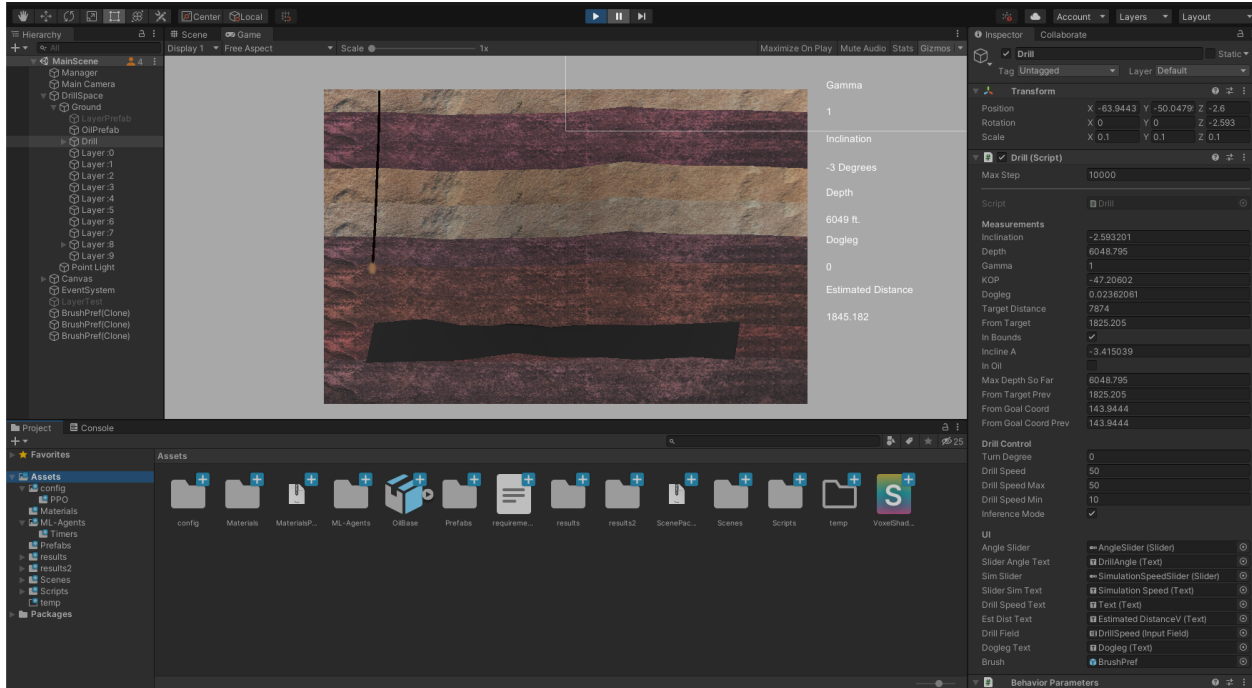 Center Local
Account Layers Layout
Hierarchy
All
MainScene 4
Manager
Main Camera
DrillSpace
Ground
LayerPrefab
OilPrefab
Drill
Layer :0
Layer :1
Layer :2
Layer :3
Layer :4
Layer :5
Layer :6
Layer :7
Layer :8
Layer :9
Point Light
Canvas
EventSystem
LayerTest
BrushPref(Clone)
BrushPref(Clone)
BrushPref(Clone)
Scene Game
Display 1 Free Aspect Scale 1x Maximize On Play Mute Audio Stats Gizmos
Gamma
1
Inclination
-3 Degrees
Depth
6049 ft.
Dogleg
0
Estimated Distance
1845.182
Inspector Collaborate
Drill Static
Tag Untagged Layer Default
Transform
Position X -63.9443 Y -50.0479 Z -2.6
Rotation X 0 Y 0 Z -2.593
Scale X 0.1 Y 0.1 Z 0.1
Drill (Script)
Max Step 10000
Script Drill
Measurements
Inclination -2.593201
Depth 6048.795
Gamma 1
KOP -47.20602
Dogleg 0.02362061
Target Distance 7874
From Target 1825.205
In Bounds
Incline A -3.415039
In Oil
Max Depth So Far 6048.795
From Target Prev 1825.205
From Goal Coord 143.9444
From Goal Coord Prev 143.9444
Drill Control
Turn Degree 0
Drill Speed 50
Drill Speed Max 50
Drill Speed Min 10
Inference Mode
UI
Angle Slider AngleSlider (Slider)
Slider Angle Text DrillAngle (Text)
Sim Slider SimulationSpeedSlider (Slider)
Slider Sim Text Simulation Speed (Text)
Drill Speed Text Text (Text)
Est Dist Text Estimated DistanceV (Text)
Drill Field DrillSpeed (Input Field)
Dogleg Text Dogleg (Text)
Brush BrushPref
Behavior Parameters
Project Console
25
Favorites
Assets
config
PPO
Materials
ML-Agents
Timers
Prefabs
results
results2
Scenes
Scripts
temp
Packages
Assets
S
config Materials MaterialsP... ML-Agents OilBase Prefabs requireme... results results2 ScenePac... Scenes Scripts temp VoxelShad...